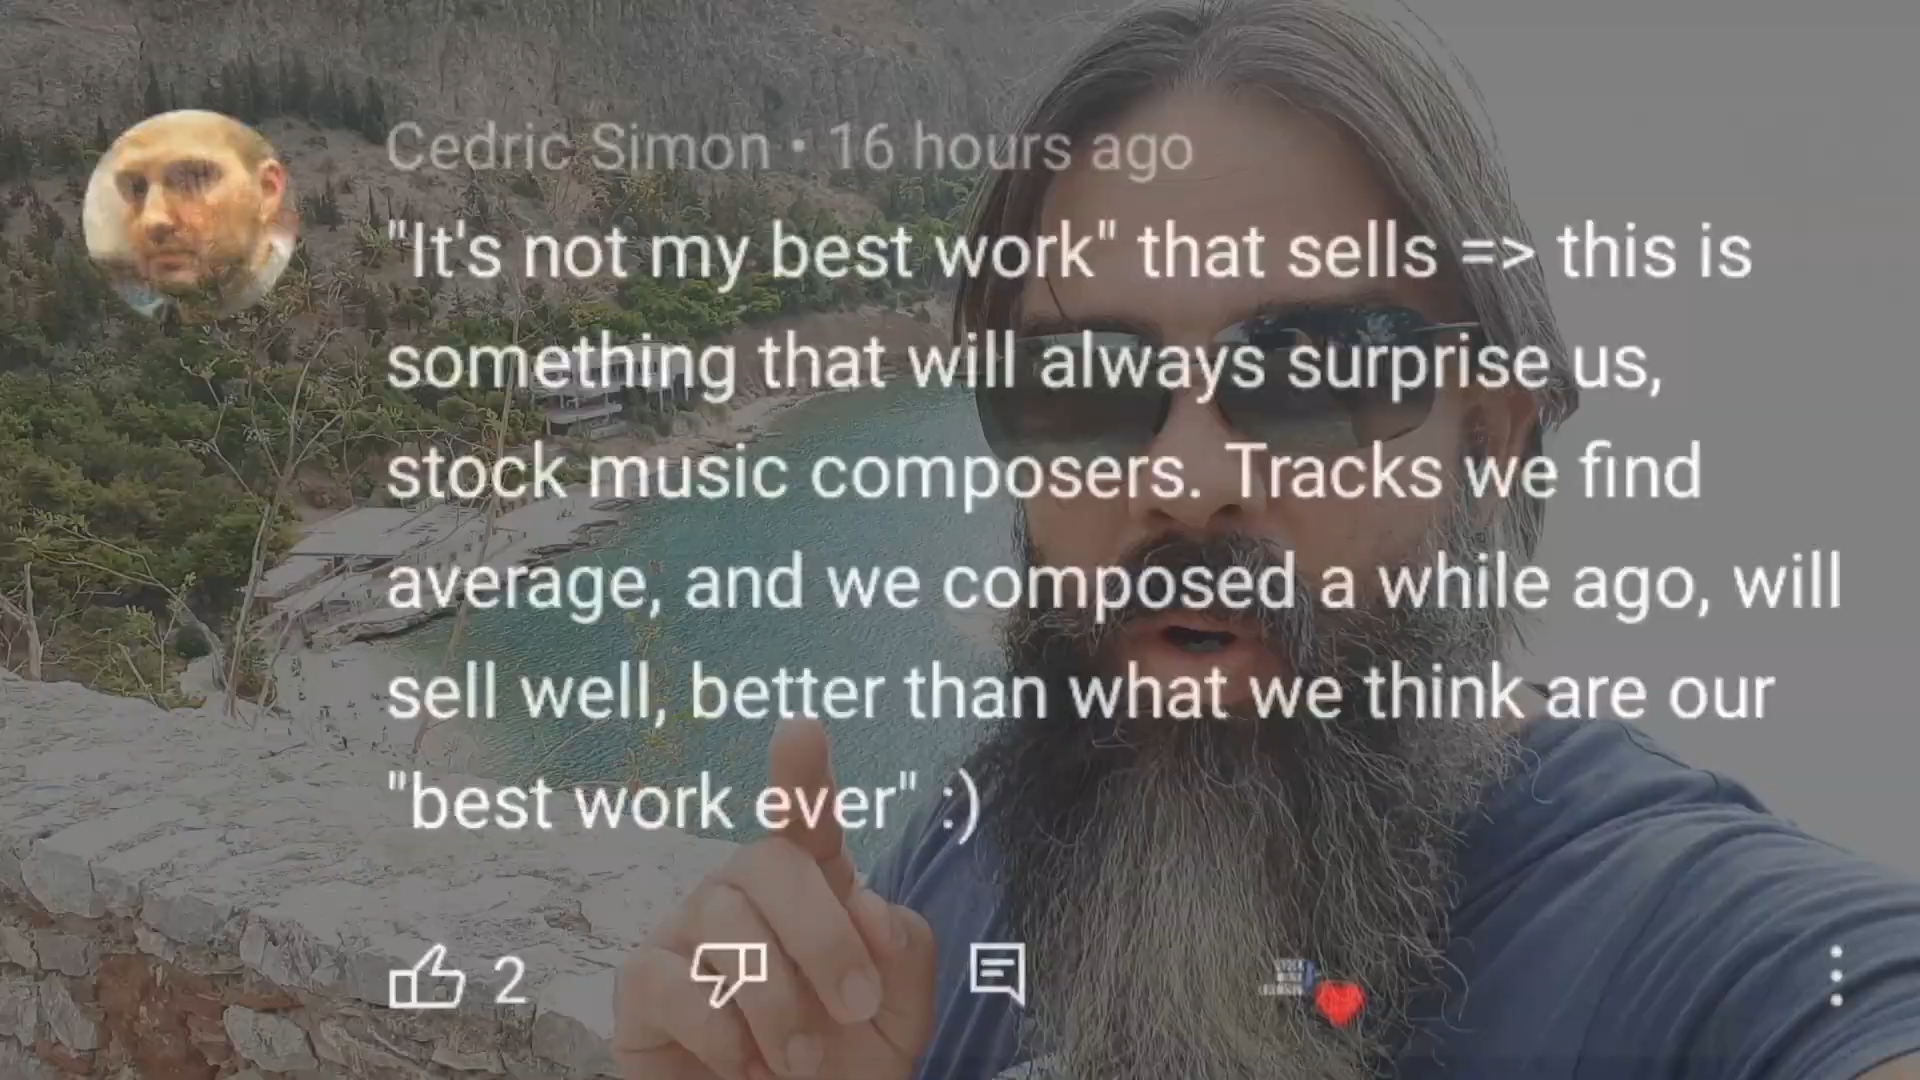 Cedric Simon • 16 hours ago
"It's not my best work" that sells => this is
something that will always surprise us,
stock music composers. Tracks we find
average, and we composed a while ago, will
sell well, better than what we think are our
"best work ever" :)
2